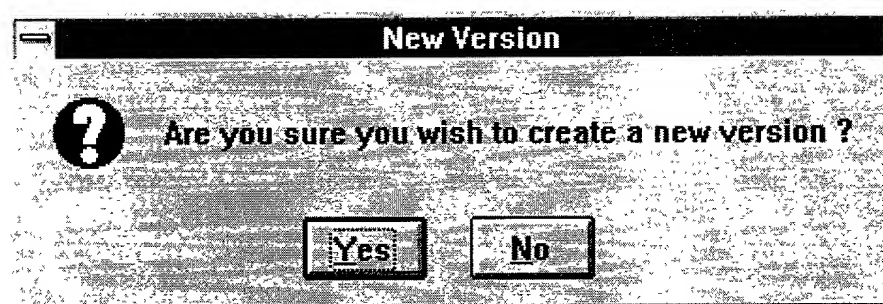 New Version
Are you sure you wish to create a new version ?
Yes
No